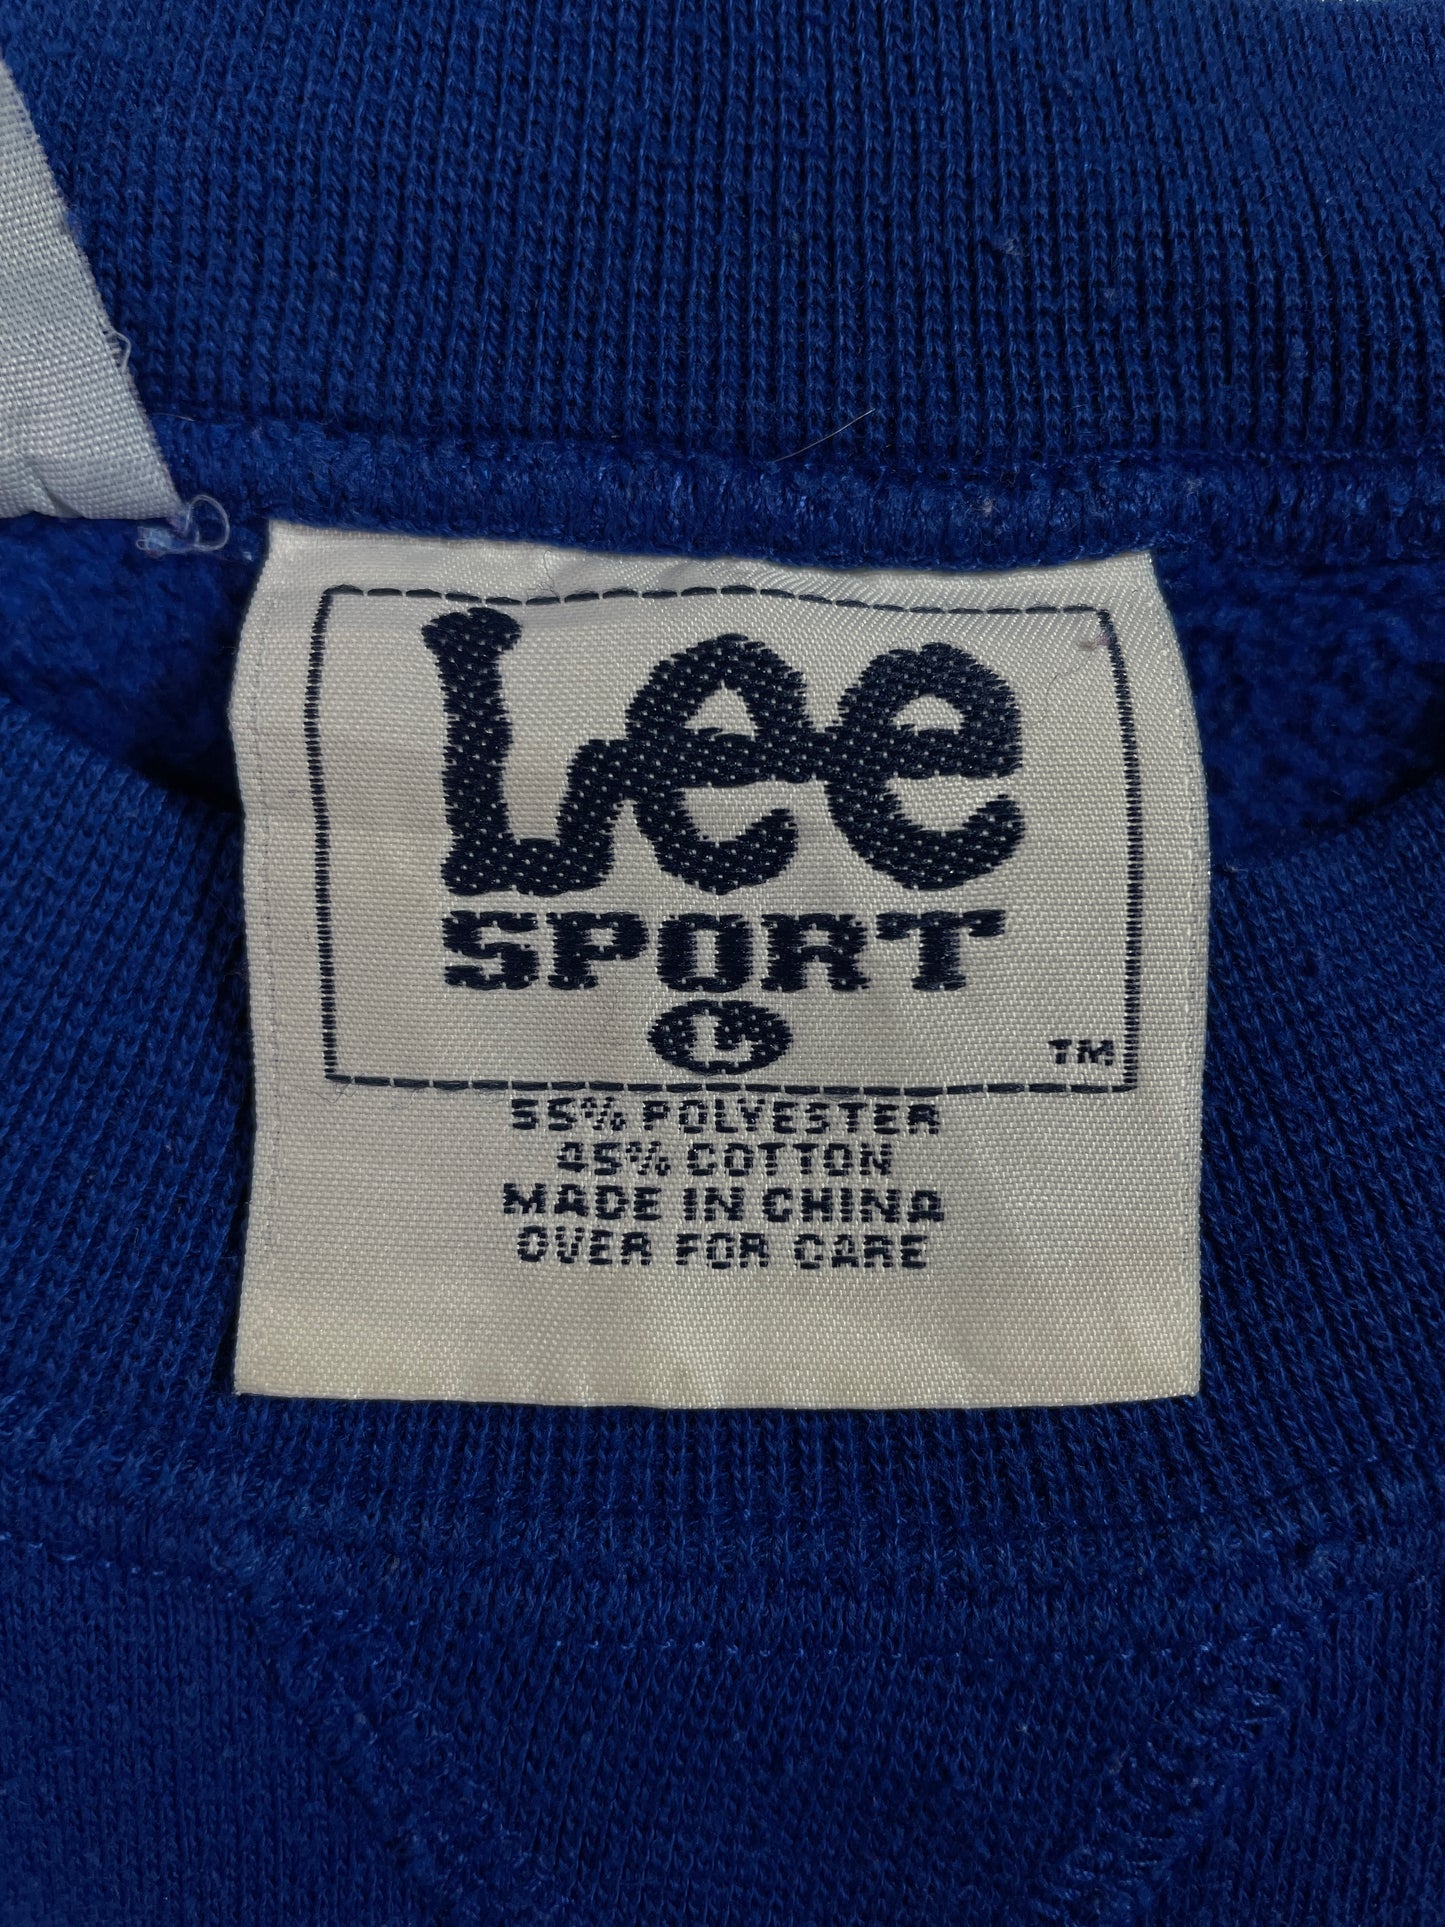 Lee
SPORT
L
TM
55% POLYESTER
45% COTTON
MADE IN CHINA
OVER FOR CARE